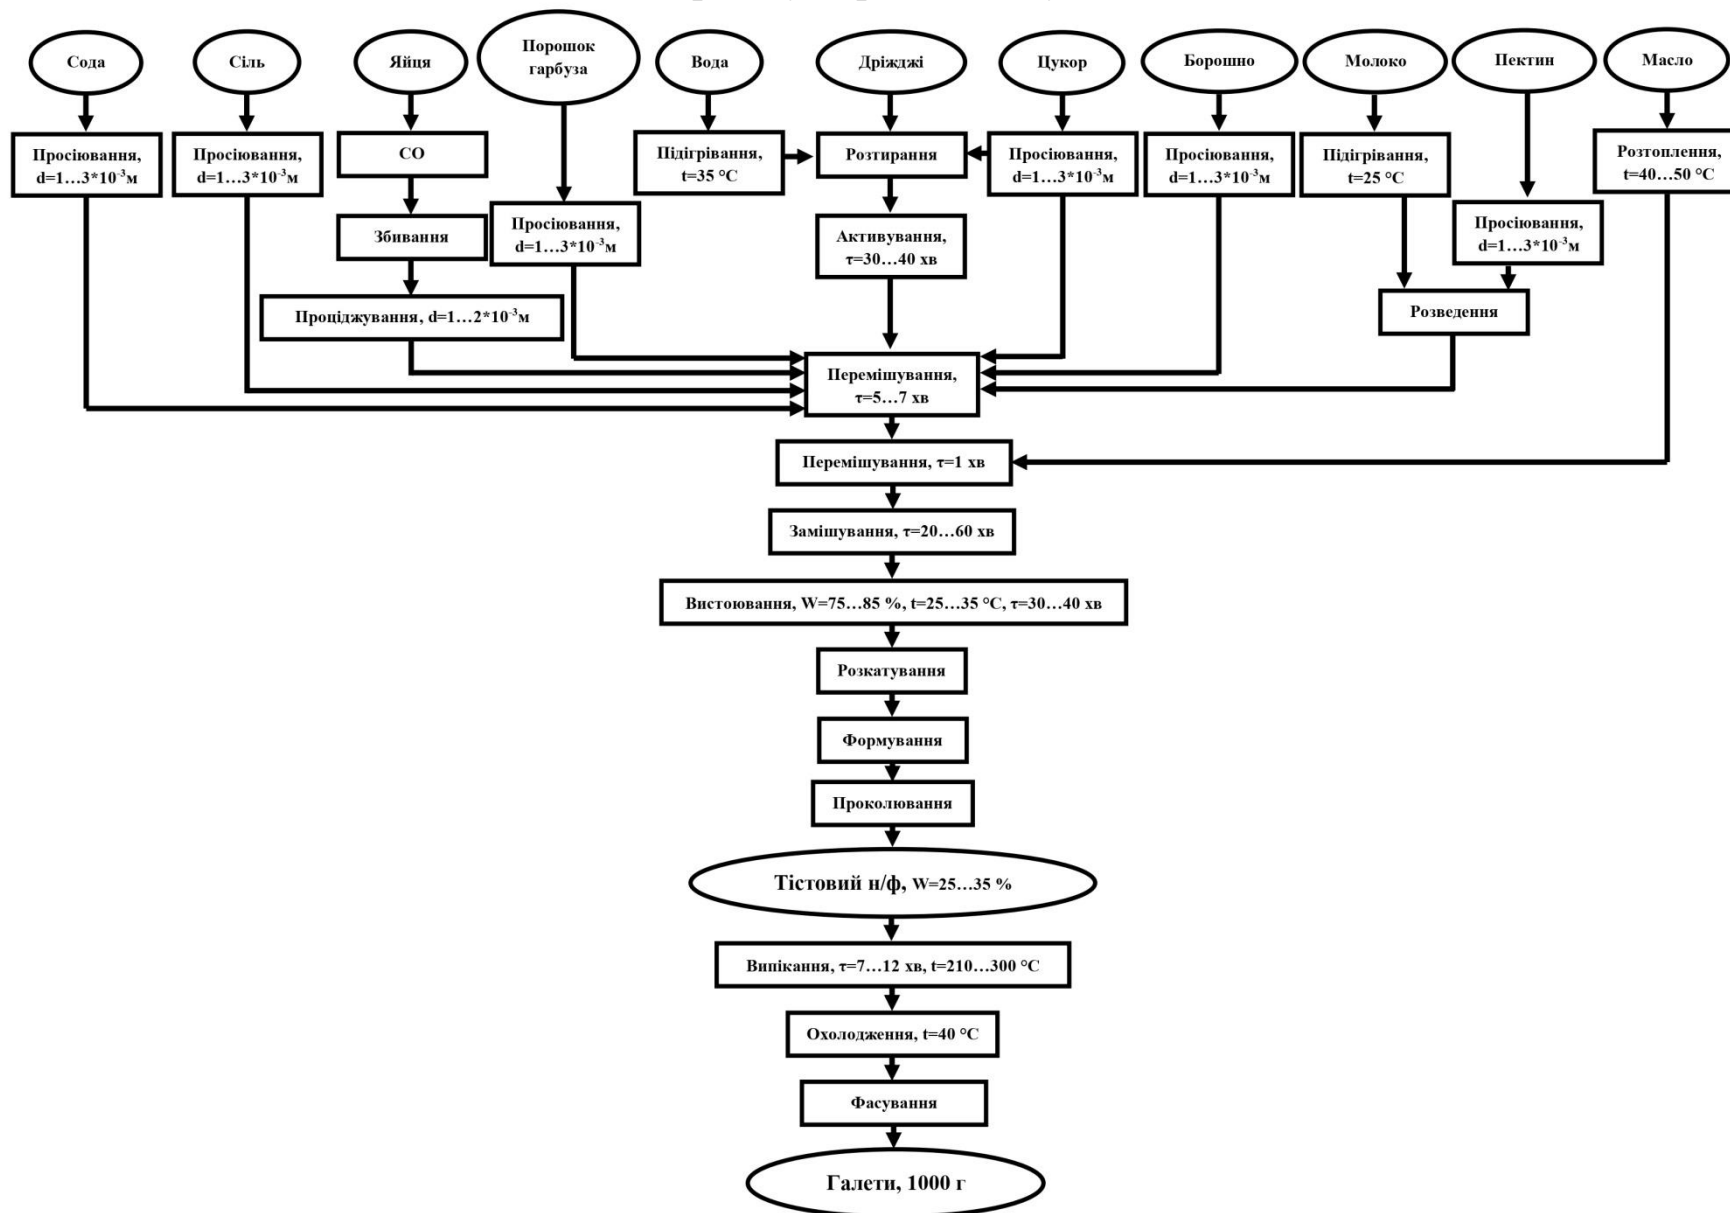 Сода
Сіль
Яйця
Порошок
гарбуза
Вода
Дріжджі
Цукор
Борошно
Молоко
Пектин
Масло
Просіювання,
d=1…3*10⁻³м
Просіювання,
d=1…3*10⁻³м
СО
Підігрівання,
t=35 °С
Розтирання
Просіювання,
d=1…3*10⁻³м
Просіювання,
d=1…3*10⁻³м
Підігрівання,
t=25 °С
Розтоплення,
t=40…50 °С
Збивання
Просіювання,
d=1…3*10⁻³м
Активування,
τ=30…40 хв
Просіювання,
d=1…3*10⁻³м
Проціджування, d=1…2*10⁻³м
Розведення
Перемішування,
τ=5…7 хв
Перемішування, τ=1 хв
Замішування, τ=20…60 хв
Вистоювання, W=75…85 %, t=25…35 °С, τ=30…40 хв
Розкатування
Формування
Проколювання
Тістовий н/ф, W=25…35 %
Випікання, τ=7…12 хв, t=210…300 °С
Охолодження, t=40 °С
Фасування
Галети, 1000 г